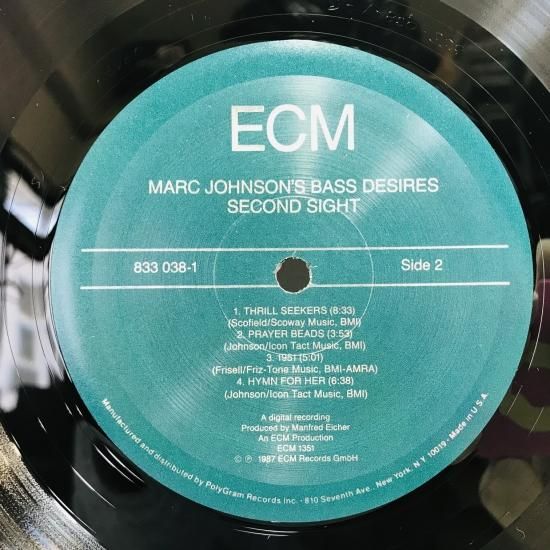 ECM
MARC JOHNSON'S BASS DESIRES
SECOND SIGHT
833 038-1
Side 2
1. THRILL SEEKERS (8:33)
(Scofield/Scoway Music, BMI)
2. PRAYER BEADS (3:53)
(Johnson/Icon Tact Music, BMI)
3. 1951 (5:01)
(Frisell/Friz-Tone Music, BMI-AMRA)
4. HYMN FOR HER (6:38)
(Johnson/Icon Tact Music, BMI)
A digital recording
Produced by Manfred Eicher
An ECM Production
ECM 1351
© ℗ 1987 ECM Records GmbH
Manufactured and distributed by PolyGram Records Inc. - 810 Seventh Ave. New York, N Y 10019 - Made in U.S.A.